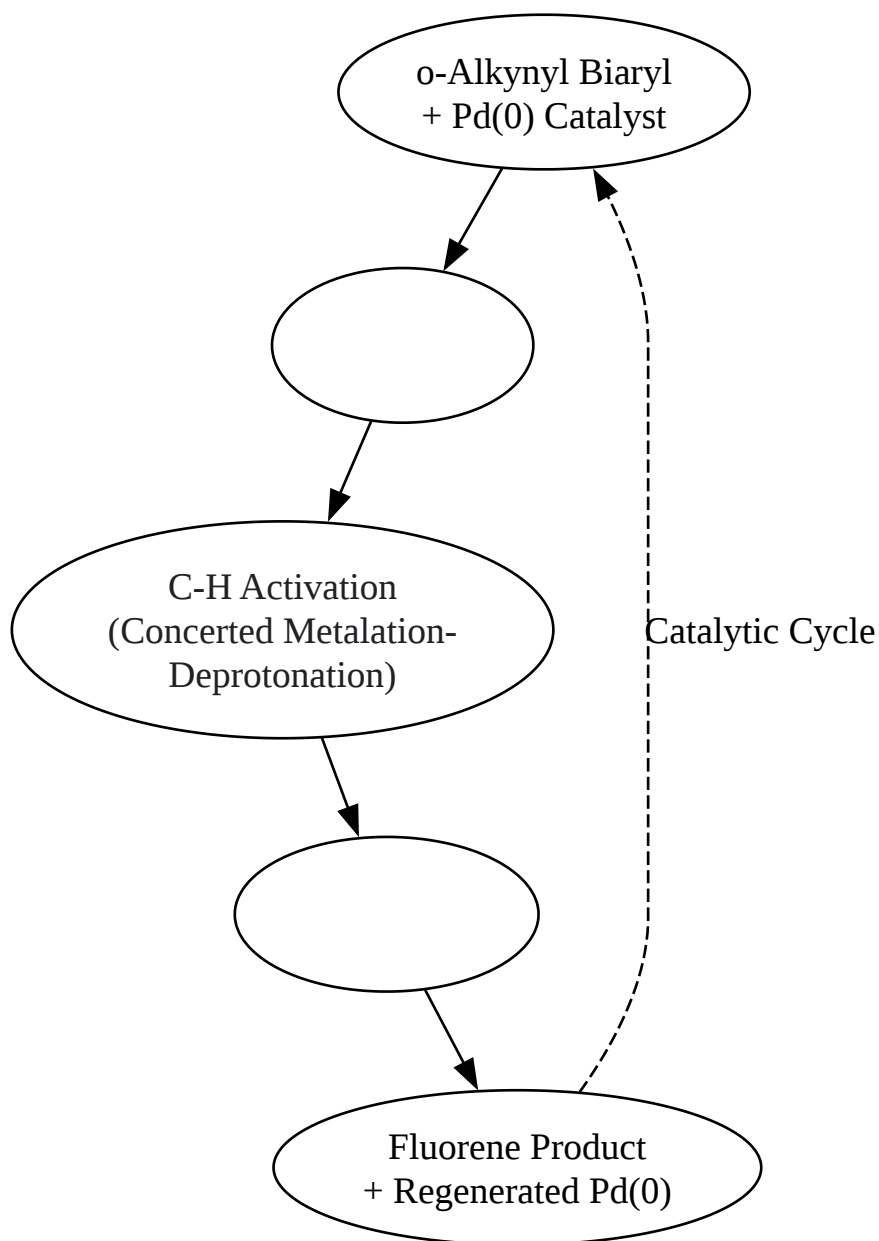 o-Alkynyl Biaryl
+ Pd(0) Catalyst
C-H Activation
(Concerted Metalation-
Deprotonation)
Catalytic Cycle
Fluorene Product
+ Regenerated Pd(0)